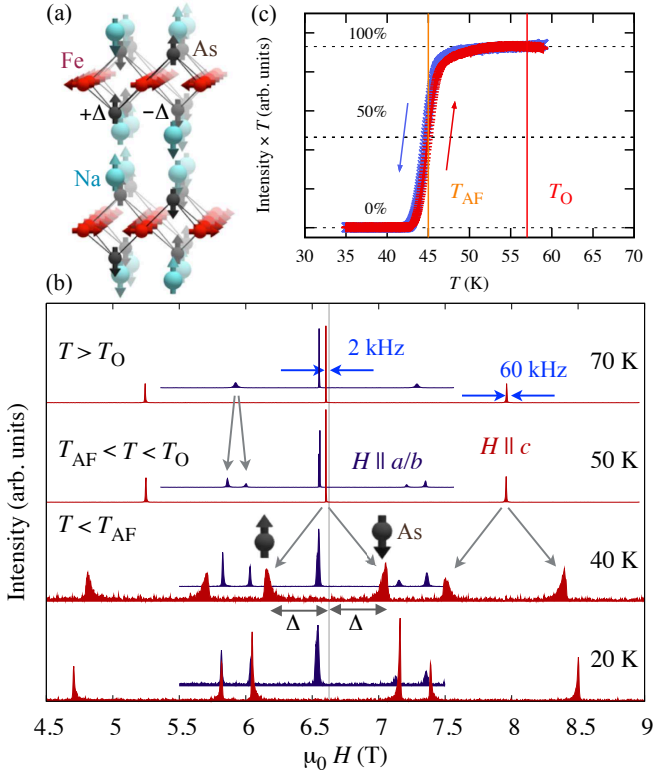 (a)
Fe
As
+Δ
−Δ
Na
(c)
Intensity × T (arb. units)
100%
50%
0%
T_AF
T_O
30 35 40 45 50 55 60 65 70
T (K)
(b)
Intensity (arb. units)
T > T_O
2 kHz
70 K
60 kHz
T_AF < T < T_O
H ∥ a/b
H ∥ c
50 K
T < T_AF
As
40 K
Δ
Δ
20 K
4.5 5 5.5 6 6.5 7 7.5 8 8.5 9
μ₀ H (T)